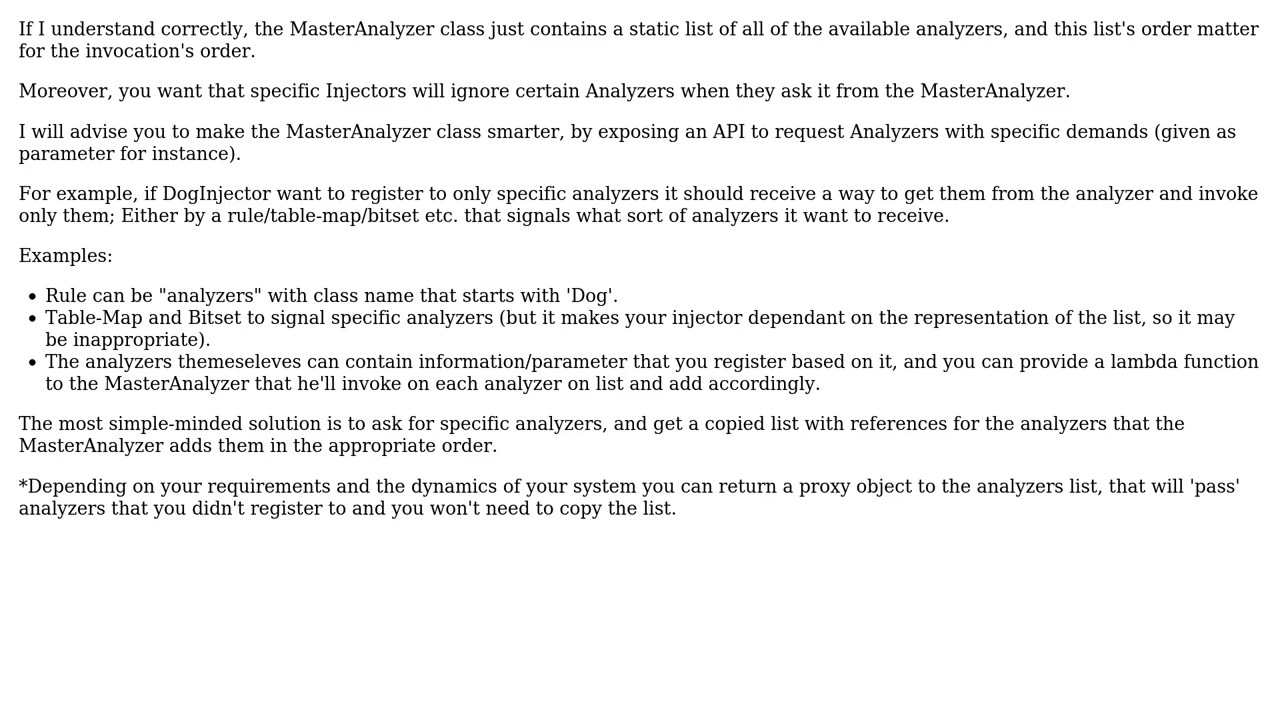 If I understand correctly, the MasterAnalyzer class just contains a static list of all of the available analyzers, and this list's order matter
for the invocation's order.
Moreover, you want that specific Injectors will ignore certain Analyzers when they ask it from the MasterAnalyzer.
I will advise you to make the MasterAnalyzer class smarter, by exposing an API to request Analyzers with specific demands (given as
parameter for instance).
For example, if DogInjector want to register to only specific analyzers it should receive a way to get them from the analyzer and invoke
only them; Either by a rule/table-map/bitset etc. that signals what sort of analyzers it want to receive.
Examples:
• Rule can be "analyzers" with class name that starts with 'Dog'.
• Table-Map and Bitset to signal specific analyzers (but it makes your injector dependant on the representation of the list, so it may
be inappropriate).
• The analyzers themeseleves can contain information/parameter that you register based on it, and you can provide a lambda function
to the MasterAnalyzer that he'll invoke on each analyzer on list and add accordingly.
The most simple-minded solution is to ask for specific analyzers, and get a copied list with references for the analyzers that the
MasterAnalyzer adds them in the appropriate order.
*Depending on your requirements and the dynamics of your system you can return a proxy object to the analyzers list, that will 'pass'
analyzers that you didn't register to and you won't need to copy the list.